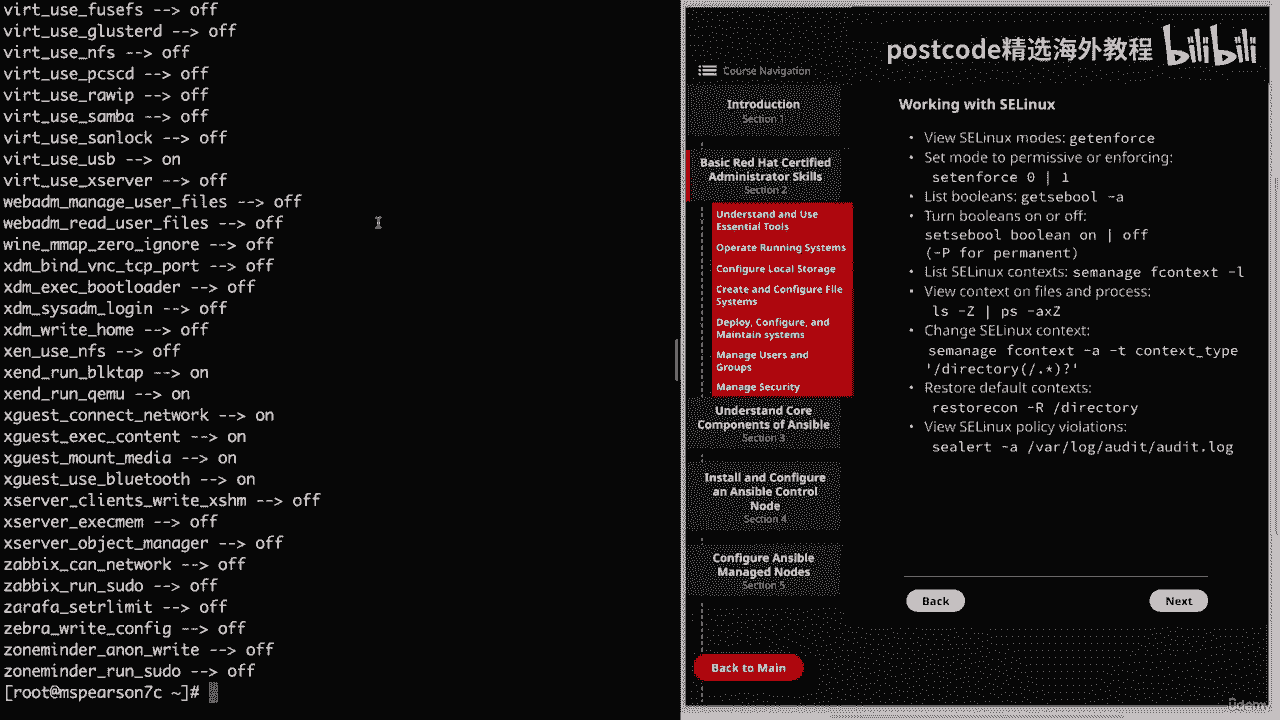 virt_use_fusefs --> off
virt_use_glusterd --> off
virt_use_nfs --> off
virt_use_pcscd --> off
virt_use_rawip --> off
virt_use_samba --> off
virt_use_sanlock --> off
virt_use_usb --> on
virt_use_xserver --> off
webadm_manage_user_files --> off
webadm_read_user_files --> off
wine_mmap_zero_ignore --> off
xdm_bind_vnc_tcp_port --> off
xdm_exec_bootloader --> off
xdm_sysadm_login --> off
xdm_write_home --> off
xen_use_nfs --> off
xend_run_blktap --> on
xend_run_qemu --> on
xguest_connect_network --> on
xguest_exec_content --> on
xguest_mount_media --> on
xguest_use_bluetooth --> on
xserver_clients_write_xshm --> off
xserver_execmem --> off
xserver_object_manager --> off
zabbix_can_network --> off
zabbix_run_sudo --> off
zarafa_setrlimit --> off
zebra_write_config --> off
zoneminder_anon_write --> off
zoneminder_run_sudo --> off
[root@mspearson7c ~]#
postcode精选海外教程 bilibili
Course Navigation
Introduction
Section 1
Basic Red Hat Certified
Administrator Skills
Section 2
Understand and Use
Essential Tools
Operate Running Systems
Configure Local Storage
Create and Configure File
Systems
Deploy, Configure, and
Maintain systems
Manage Users and
Groups
Manage Security
Understand Core
Components of Ansible
Section 3
Install and Configure
an Ansible Control
Node
Section 4
Configure Ansible
Managed Nodes
Section 5
Back to Main
Working with SELinux
• View SELinux modes: getenforce
• Set mode to permissive or enforcing:
setenforce 0 | 1
• List booleans: getsebool -a
• Turn booleans on or off:
setsebool boolean on | off
(-P for permanent)
• List SELinux contexts: semanage fcontext -l
• View context on files and process:
ls -Z | ps -axZ
• Change SELinux context:
semanage fcontext -a -t context_type
'/directory(/.*)?'
• Restore default contexts:
restorecon -R /directory
• View SELinux policy violations:
sealert -a /var/log/audit/audit.log
Back
Next
Udemy